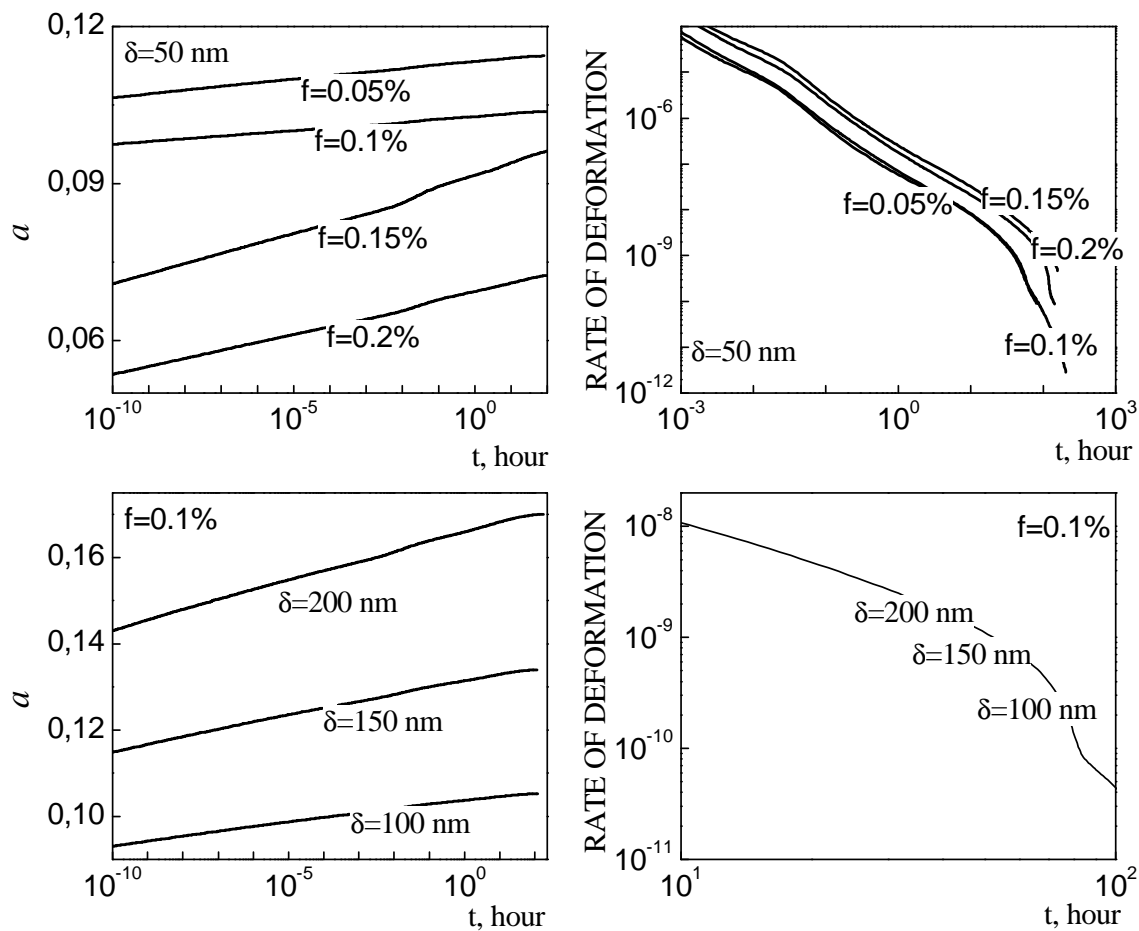 0,12
δ=50 nm
f=0.05%
f=0.1%
0,09
f=0.15%
f=0.2%
0,06
a
10^-10
10^-5
10^0
t, hour
RATE OF DEFORMATION
10^-6
f=0.15%
f=0.05%
f=0.2%
10^-9
f=0.1%
δ=50 nm
10^-12
10^-3
10^0
10^3
t, hour
f=0.1%
0,16
δ=200 nm
0,14
δ=150 nm
0,12
δ=100 nm
0,10
a
10^-10
10^-5
10^0
t, hour
RATE OF DEFORMATION
10^-8
f=0.1%
δ=200 nm
10^-9
δ=150 nm
δ=100 nm
10^-10
10^-11
10^1
10^2
t, hour